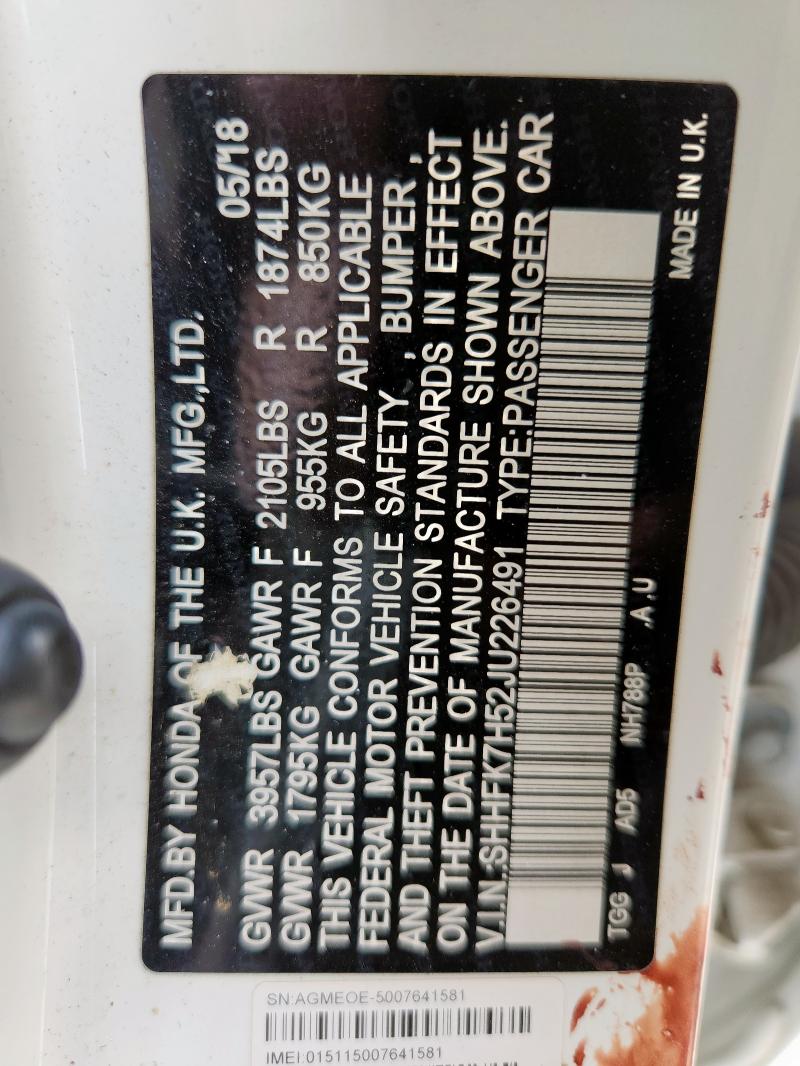 MFD.BY HONDA OF THE U.K. MFG.,LTD.
05/18
GVWR 3957LBS GAWR F 2105LBS R 1874LBS
GVWR 1795KG GAWR F 955KG R 850KG
THIS VEHICLE CONFORMS TO ALL APPLICABLE
FEDERAL MOTOR VEHICLE SAFETY , BUMPER ,
AND THEFT PREVENTION STANDARDS IN EFFECT
ON THE DATE OF MANUFACTURE SHOWN ABOVE.
V.I.N.:SHHFK7H52JU226491 TYPE:PASSENGER CAR
TGG J AD5 NH788P .A .U
MADE IN U.K.
SN:AGMEOE-5007641581
IMEI:015115007641581